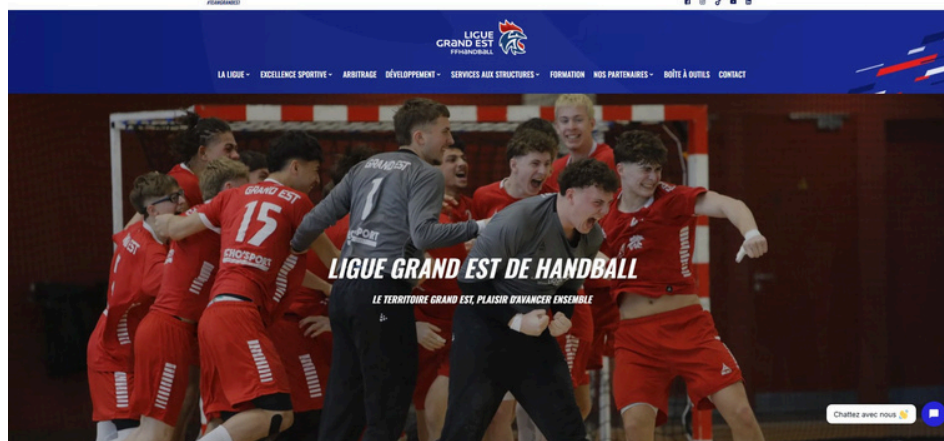 #TEAMGRANDEST
LIGUE
GRAND EST
FFHANDBALL
LA LIGUE
EXCELLENCE SPORTIVE
ARBITRAGE
DÉVELOPPEMENT
SERVICES AUX STRUCTURES
FORMATION
NOS PARTENAIRES
BOÎTE À OUTILS
CONTACT
GRAND EST
15
GRAND EST
1
LIGUE GRAND EST DE HANDBALL
LE TERRITOIRE GRAND EST, PLAISIR D'AVANCER ENSEMBLE
Chattez avec nous 👋